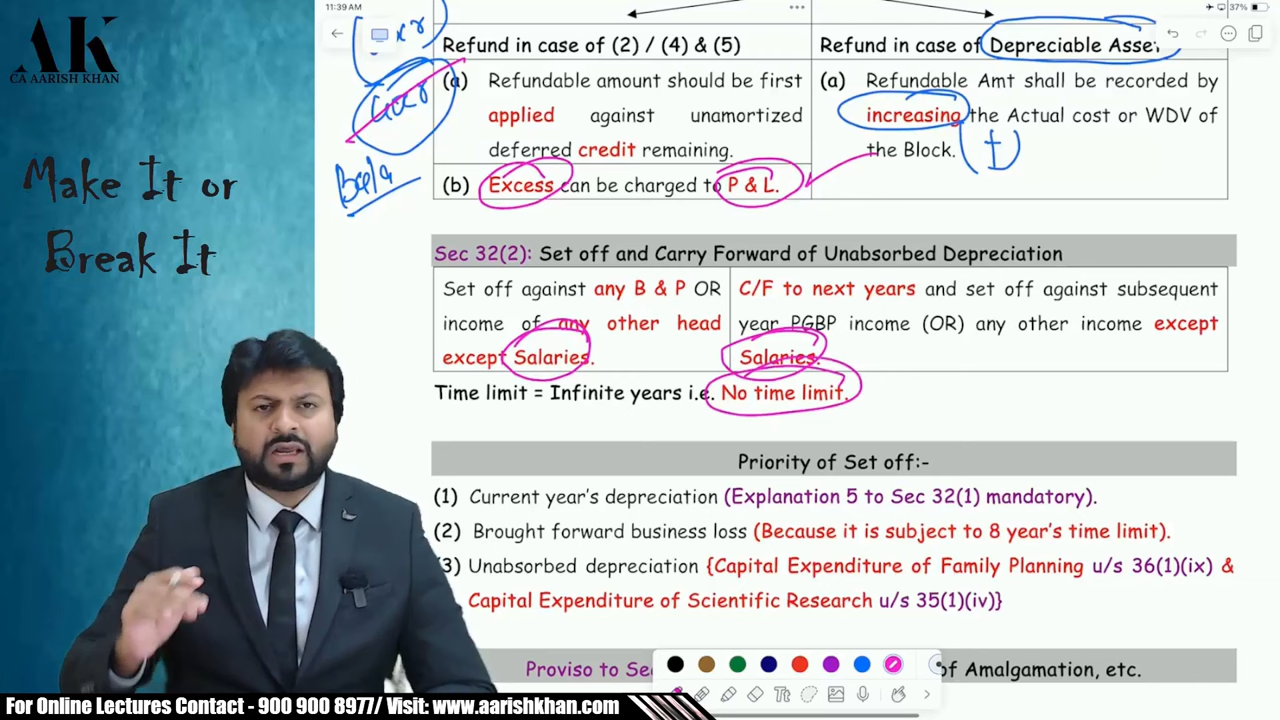 11:39 AM
37%
AK
CA AARISH KHAN
Make It or
Break It
Refund in case of (2) / (4) & (5)
(a) Refundable amount should be first
applied against unamortized
deferred credit remaining.
(b) Excess can be charged to P & L.
Refund in case of Depreciable Asset
(a) Refundable Amt shall be recorded by
increasing the Actual cost or WDV of
the Block.
(+)
Sec 32(2): Set off and Carry Forward of Unabsorbed Depreciation
Set off against any B & P OR
income of any other head
except Salaries.
C/F to next years and set off against subsequent
year PGBP income (OR) any other income except
Salaries.
Time limit = Infinite years i.e. No time limit.
Priority of Set off:-
(1) Current year's depreciation (Explanation 5 to Sec 32(1) mandatory).
(2) Brought forward business loss (Because it is subject to 8 year's time limit).
(3) Unabsorbed depreciation {Capital Expenditure of Family Planning u/s 36(1)(ix) &
Capital Expenditure of Scientific Research u/s 35(1)(iv)}
Proviso to Se
of Amalgamation, etc.
Tt
For Online Lectures Contact - 900 900 8977/ Visit: www.aarishkhan.com